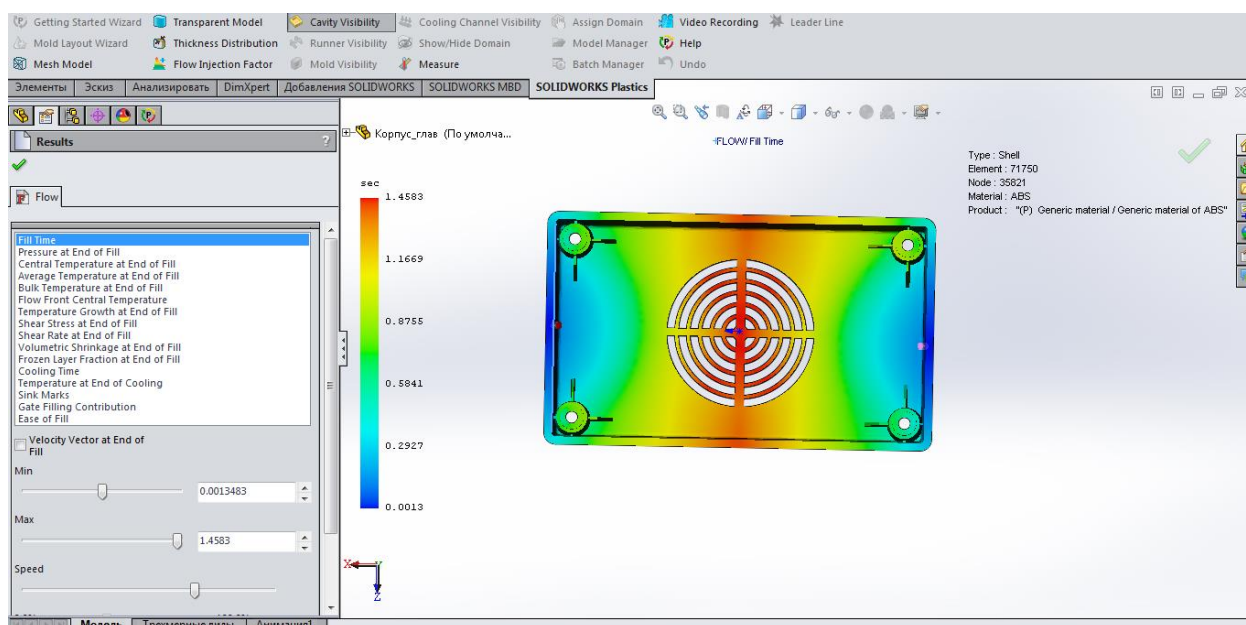 Getting Started Wizard Transparent Model Cavity Visibility Cooling Channel Visibility Assign Domain Video Recording Leader Line
Mold Layout Wizard Thickness Distribution Runner Visibility Show/Hide Domain Model Manager Help
Mesh Model Flow Injection Factor Mold Visibility Measure Batch Manager Undo
Элементы Эскиз Анализировать DimXpert Добавления SOLIDWORKS SOLIDWORKS MBD SOLIDWORKS Plastics
Results ?
Flow
Fill Time
Pressure at End of Fill
Central Temperature at End of Fill
Average Temperature at End of Fill
Bulk Temperature at End of Fill
Flow Front Central Temperature
Temperature Growth at End of Fill
Shear Stress at End of Fill
Shear Rate at End of Fill
Volumetric Shrinkage at End of Fill
Frozen Layer Fraction at End of Fill
Cooling Time
Temperature at End of Cooling
Sink Marks
Gate Filling Contribution
Ease of Fill
Velocity Vector at End of
Fill
Min
0.0013483
Max
1.4583
Speed
Корпус_глав (По умолча...
FLOW/ Fill Time
Type : Shell
Element : 71750
Node : 35821
Material : ABS
Product : "(P) Generic material / Generic material of ABS"
sec
1.4583
1.1669
0.8755
0.5841
0.2927
0.0013
X
Y
Z
Модель Трехмерные виды Анимация1